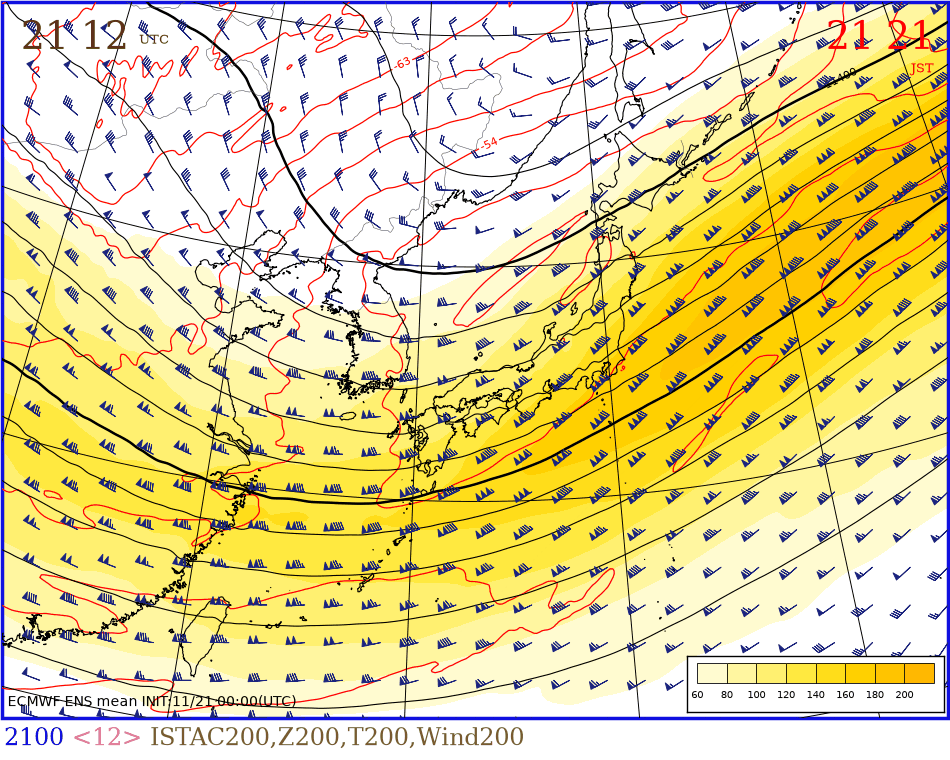 21 12 UTC
21 21 JST
-63
-54
60 80 100 120 140 160 180 200
ECMWF ENS mean INIT:11/21 00:00(UTC)
2100 <12> ISTAC200,Z200,T200,Wind200